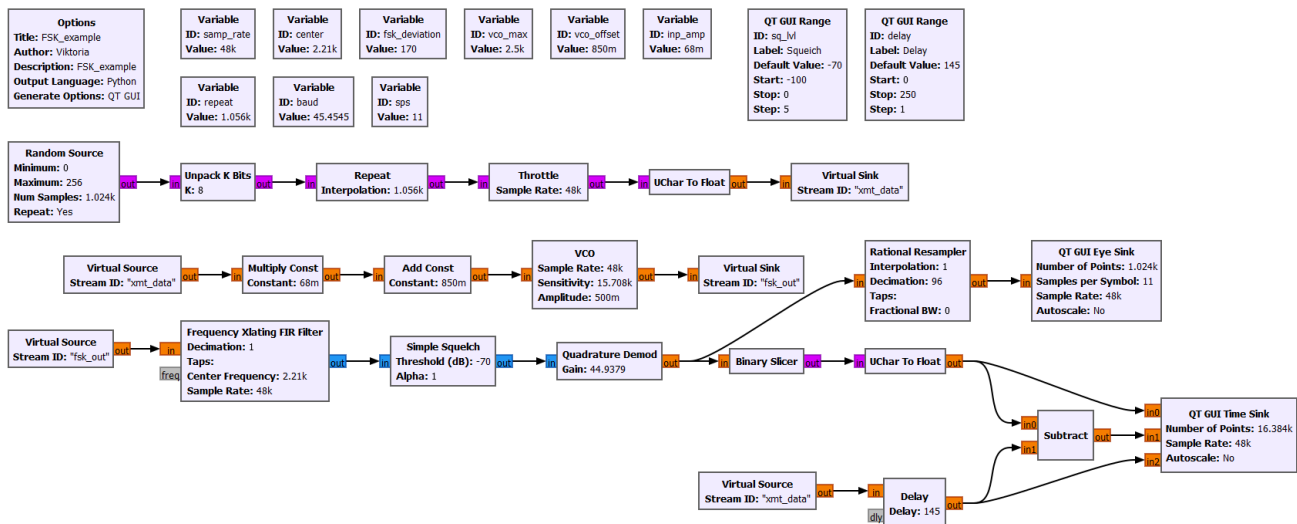 Options
Title: FSK_example
Author: Viktoria
Description: FSK_example
Output Language: Python
Generate Options: QT GUI
Variable
ID: samp_rate
Value: 48k
Variable
ID: center
Value: 2.21k
Variable
ID: fsk_deviation
Value: 170
Variable
ID: vco_max
Value: 2.5k
Variable
ID: vco_offset
Value: 850m
Variable
ID: inp_amp
Value: 68m
QT GUI Range
ID: sq_lvl
Label: Squeich
Default Value: -70
Start: -100
Stop: 0
Step: 5
QT GUI Range
ID: delay
Label: Delay
Default Value: 145
Start: 0
Stop: 250
Step: 1
Variable
ID: repeat
Value: 1.056k
Variable
ID: baud
Value: 45.4545
Variable
ID: sps
Value: 11
Random Source
Minimum: 0
Maximum: 256
Num Samples: 1.024k
Repeat: Yes
out
in
Unpack K Bits
K: 8
out
in
Repeat
Interpolation: 1.056k
out
in
Throttle
Sample Rate: 48k
out
in
UChar To Float
out
in
Virtual Sink
Stream ID: "xmt_data"
Virtual Source
Stream ID: "xmt_data"
out
in
Multiply Const
Constant: 68m
out
in
Add Const
Constant: 850m
out
in
VCO
Sample Rate: 48k
Sensitivity: 15.708k
Amplitude: 500m
out
in
Virtual Sink
Stream ID: "fsk_out"
in
Rational Resampler
Interpolation: 1
Decimation: 96
Taps:
Fractional BW: 0
out
in
QT GUI Eye Sink
Number of Points: 1.024k
Samples per Symbol: 11
Sample Rate: 48k
Autoscale: No
Virtual Source
Stream ID: "fsk_out"
out
in
freq
Frequency Xlating FIR Filter
Decimation: 1
Taps:
Center Frequency: 2.21k
Sample Rate: 48k
out
in
Simple Squelch
Threshold (dB): -70
Alpha: 1
out
in
Quadrature Demod
Gain: 44.9379
out
in
Binary Slicer
out
in
UChar To Float
out
in0
in1
Subtract
out
in0
in1
in2
QT GUI Time Sink
Number of Points: 16.384k
Sample Rate: 48k
Autoscale: No
Virtual Source
Stream ID: "xmt_data"
out
in
dly
Delay
Delay: 145
out